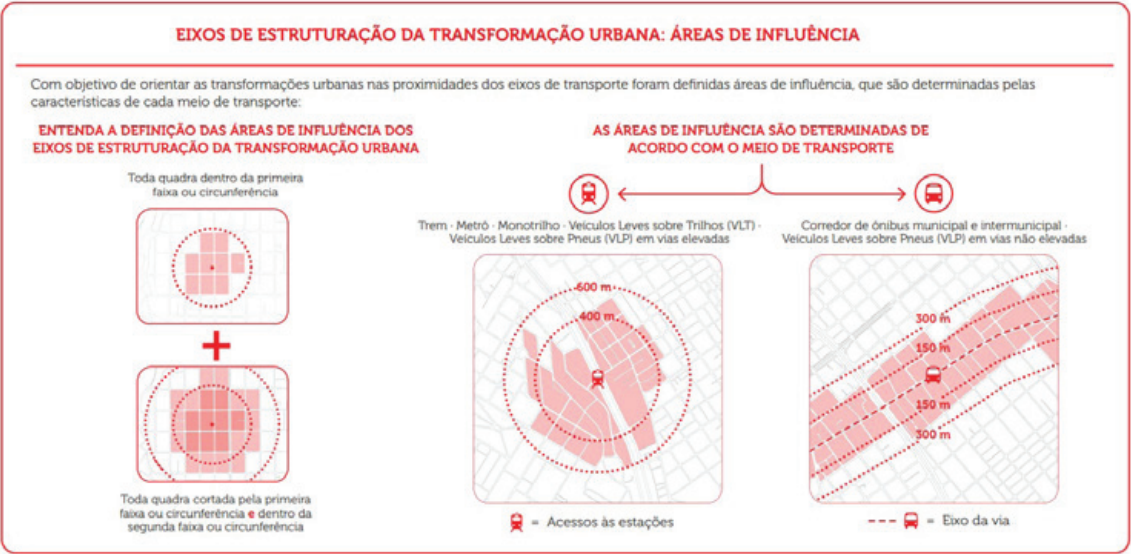 EIXOS DE ESTRUTURAÇÃO DA TRANSFORMAÇÃO URBANA: ÁREAS DE INFLUÊNCIA
Com objetivo de orientar as transformações urbanas nas proximidades dos eixos de transporte foram definidas áreas de influência, que são determinadas pelas
características de cada meio de transporte:
ENTENDA A DEFINIÇÃO DAS ÁREAS DE INFLUÊNCIA DOS
EIXOS DE ESTRUTURAÇÃO DA TRANSFORMAÇÃO URBANA
Toda quadra dentro da primeira
faixa ou circunferência
+
Toda quadra cortada pela primeira
faixa ou circunferência e dentro da
segunda faixa ou circunferência
AS ÁREAS DE INFLUÊNCIA SÃO DETERMINADAS DE
ACORDO COM O MEIO DE TRANSPORTE
Trem · Metrô · Monotrilho · Veículos Leves sobre Trilhos (VLT) ·
Veículos Leves sobre Pneus (VLP) em vias elevadas
600 m
400 m
= Acessos às estações
Corredor de ônibus municipal e intermunicipal ·
Veículos Leves sobre Pneus (VLP) em vias não elevadas
300 m
150 m
150 m
300 m
= Eixo da via